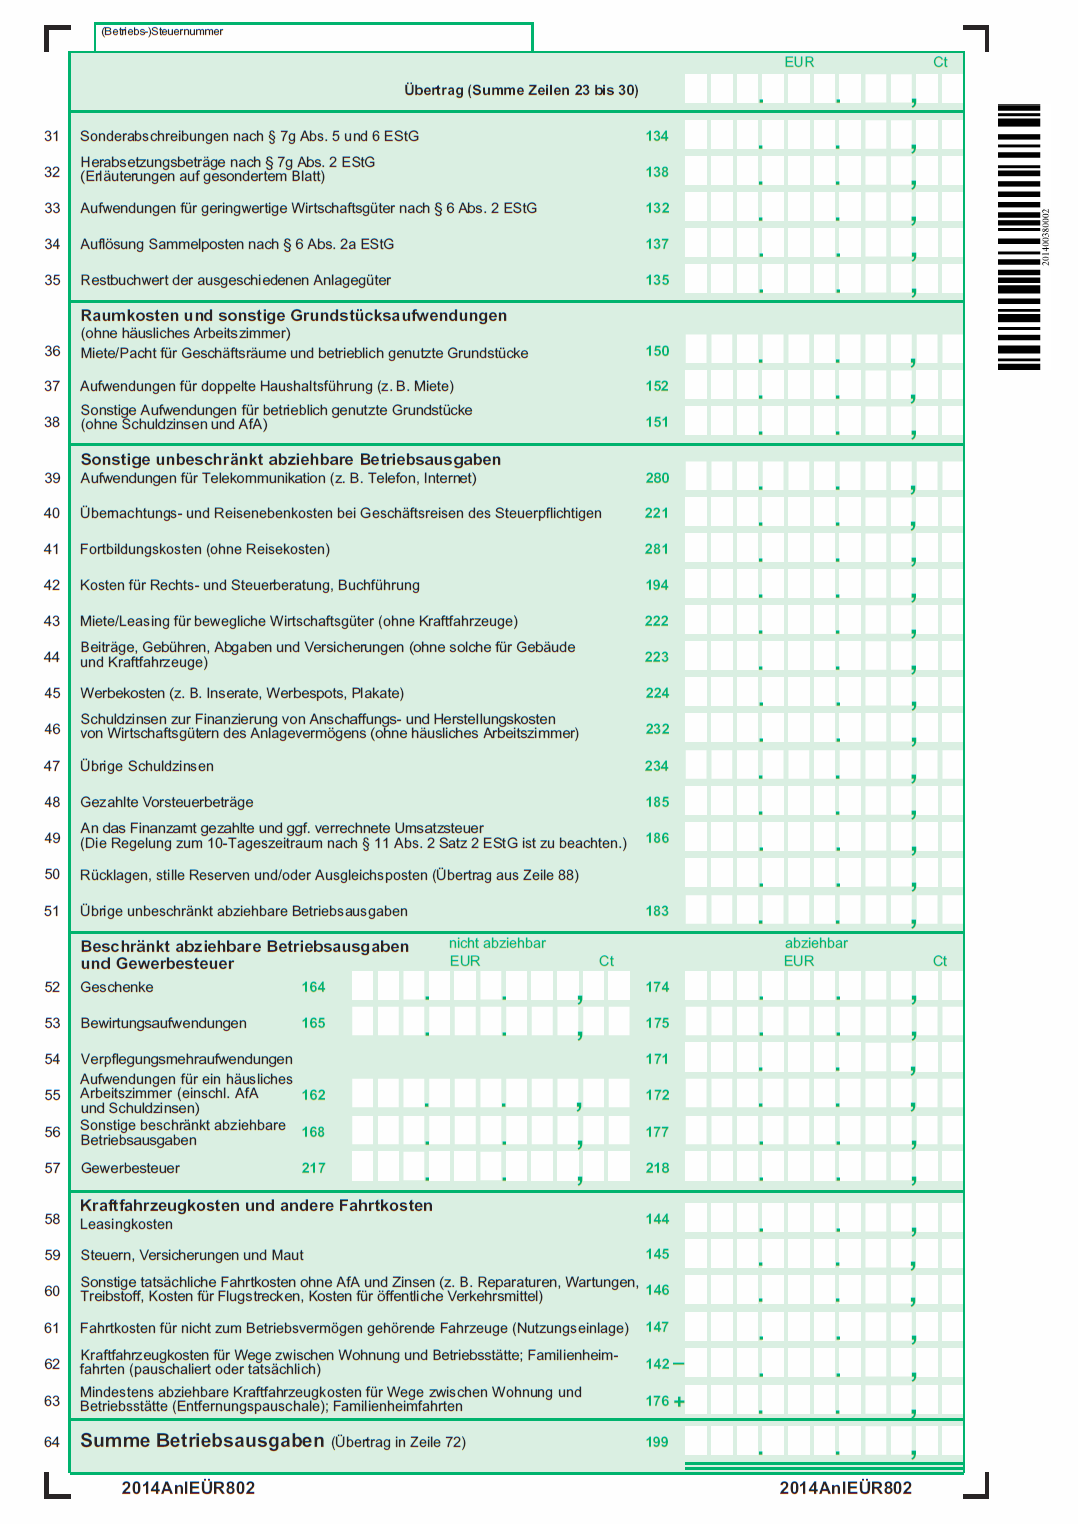 (Betriebs-)Steuernummer
EUR Ct
Übertrag (Summe Zeilen 23 bis 30)
31 Sonderabschreibungen nach § 7g Abs. 5 und 6 EStG 134
32 Herabsetzungsbeträge nach § 7g Abs. 2 EStG
(Erläuterungen auf gesondertem Blatt) 138
33 Aufwendungen für geringwertige Wirtschaftsgüter nach § 6 Abs. 2 EStG 132
34 Auflösung Sammelposten nach § 6 Abs. 2a EStG 137
35 Restbuchwert der ausgeschiedenen Anlagegüter 135
201400380002
Raumkosten und sonstige Grundstücksaufwendungen
(ohne häusliches Arbeitszimmer)
36 Miete/Pacht für Geschäftsräume und betrieblich genutzte Grundstücke 150
37 Aufwendungen für doppelte Haushaltsführung (z. B. Miete) 152
38 Sonstige Aufwendungen für betrieblich genutzte Grundstücke
(ohne Schuldzinsen und AfA) 151
Sonstige unbeschränkt abziehbare Betriebsausgaben
39 Aufwendungen für Telekommunikation (z. B. Telefon, Internet) 280
40 Übernachtungs- und Reisenebenkosten bei Geschäftsreisen des Steuerpflichtigen 221
41 Fortbildungskosten (ohne Reisekosten) 281
42 Kosten für Rechts- und Steuerberatung, Buchführung 194
43 Miete/Leasing für bewegliche Wirtschaftsgüter (ohne Kraftfahrzeuge) 222
44 Beiträge, Gebühren, Abgaben und Versicherungen (ohne solche für Gebäude
und Kraftfahrzeuge) 223
45 Werbekosten (z. B. Inserate, Werbespots, Plakate) 224
46 Schuldzinsen zur Finanzierung von Anschaffungs- und Herstellungskosten
von Wirtschaftsgütern des Anlagevermögens (ohne häusliches Arbeitszimmer) 232
47 Übrige Schuldzinsen 234
48 Gezahlte Vorsteuerbeträge 185
49 An das Finanzamt gezahlte und ggf. verrechnete Umsatzsteuer
(Die Regelung zum 10-Tageszeitraum nach § 11 Abs. 2 Satz 2 EStG ist zu beachten.) 186
50 Rücklagen, stille Reserven und/oder Ausgleichsposten (Übertrag aus Zeile 88)
51 Übrige unbeschränkt abziehbare Betriebsausgaben 183
Beschränkt abziehbare Betriebsausgaben nicht abziehbar abziehbar
und Gewerbesteuer EUR Ct EUR Ct
52 Geschenke 164 174
53 Bewirtungsaufwendungen 165 175
54 Verpflegungsmehraufwendungen 171
Aufwendungen für ein häusliches
55 Arbeitszimmer (einschl. AfA 162 172
und Schuldzinsen)
56 Sonstige beschränkt abziehbare
Betriebsausgaben 168 177
57 Gewerbesteuer 217 218
Kraftfahrzeugkosten und andere Fahrtkosten
58 Leasingkosten 144
59 Steuern, Versicherungen und Maut 145
60 Sonstige tatsächliche Fahrtkosten ohne AfA und Zinsen (z. B. Reparaturen, Wartungen,
Treibstoff, Kosten für Flugstrecken, Kosten für öffentliche Verkehrsmittel) 146
61 Fahrtkosten für nicht zum Betriebsvermögen gehörende Fahrzeuge (Nutzungseinlage) 147
62 Kraftfahrzeugkosten für Wege zwischen Wohnung und Betriebsstätte; Familienheim-
fahrten (pauschaliert oder tatsächlich) 142 –
63 Mindestens abziehbare Kraftfahrzeugkosten für Wege zwischen Wohnung und
Betriebsstätte (Entfernungspauschale); Familienheimfahrten 176 +
64 Summe Betriebsausgaben (Übertrag in Zeile 72) 199
2014AnlEÜR802 2014AnlEÜR802